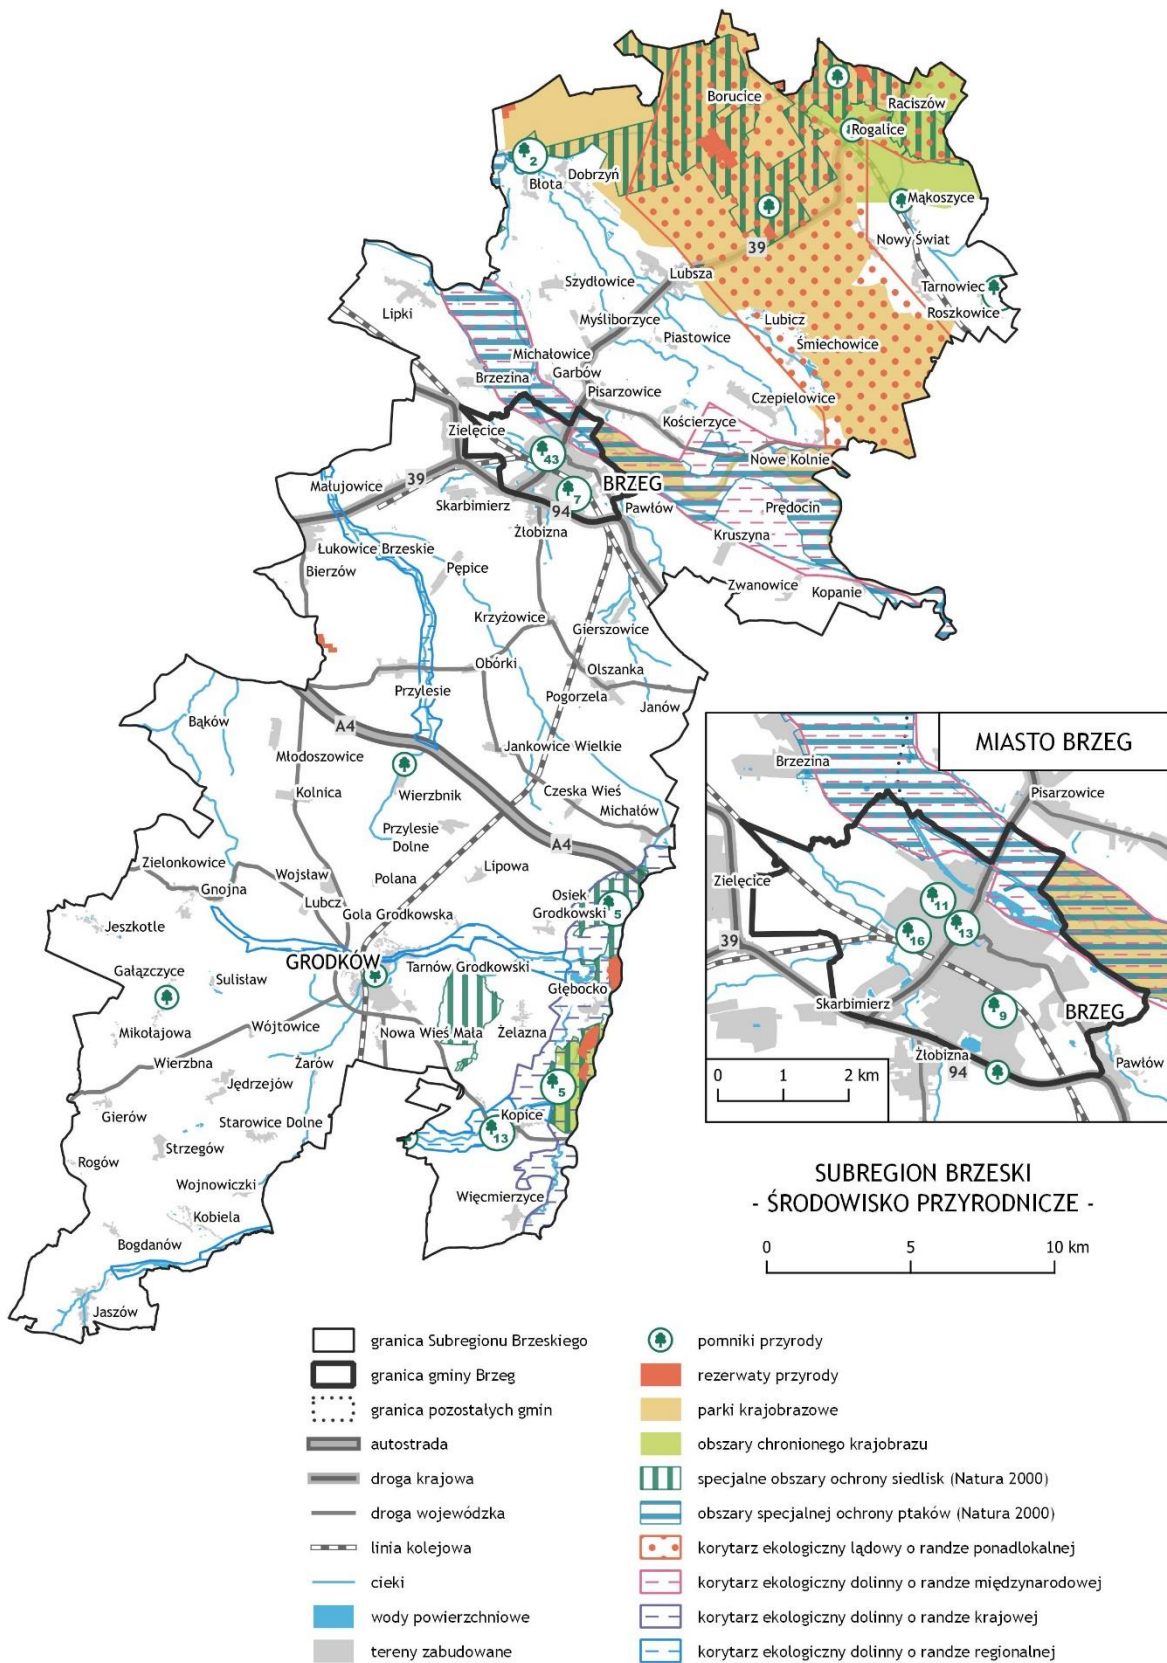 Borucice
Raciszów
Rogalice
2
Dobrzyń
Błota
Mąkoszyce
Nowy Świat
39
Lubsza
Szydłowice
Tarnowiec
Roszkowice
Lipki
Myśliborzyce
Lubicz
Piastowice
Śmiechowice
Michałowice
Garbów
Brzezina
Pisarzowice
Czepielowice
Kościerzyce
Zielęcice
43
Nowe Kolnie
39
Małujowice
Skarbimierz
7
BRZEG
94
Pawłów
Prędocin
Żłobizna
Kruszyna
Łukowice Brzeskie
Bierzów
Pępice
Zwanowice
Kopanie
Krzyżowice
Gierszowice
Obórki
Olszanka
Przylesie
Pogorzela
Janów
Bąków
A4
Młodoszowice
Jankowice Wielkie
Kolnica
Wierzbnik
Czeska Wieś
Michałów
Przylesie
Dolne
A4
Zielonkowice
Lipowa
Gnojna
Wojsław
Polana
Lubcz
Osiek
Grodkowski
5
Gola Grodkowska
Jeszkotle
GRODKÓW
Tarnów Grodkowski
Gałązczyce
Sulisław
Głębocko
Mikołajowa
Wójtowice
Nowa Wieś Mała
Żelazna
Wierzbna
Żarów
Jędrzejów
5
Gierów
Starowice Dolne
Kopice
13
Strzegów
Rogów
Wojnowiczki
Więcmierzyce
Kobiela
Bogdanów
Jaszów
MIASTO BRZEG
Brzezina
Pisarzowice
Zielęcice
11
13
16
39
Skarbimierz
9
BRZEG
Żłobizna
94
Pawłów
0 1 2 km
SUBREGION BRZESKI
- ŚRODOWISKO PRZYRODNICZE -
0 5 10 km
granica Subregionu Brzeskiego
granica gminy Brzeg
granica pozostałych gmin
autostrada
droga krajowa
droga wojewódzka
linia kolejowa
cieki
wody powierzchniowe
tereny zabudowane
pomniki przyrody
rezerwaty przyrody
parki krajobrazowe
obszary chronionego krajobrazu
specjalne obszary ochrony siedlisk (Natura 2000)
obszary specjalnej ochrony ptaków (Natura 2000)
korytarz ekologiczny lądowy o randze ponadlokalnej
korytarz ekologiczny dolinny o randze międzynarodowej
korytarz ekologiczny dolinny o randze krajowej
korytarz ekologiczny dolinny o randze regionalnej